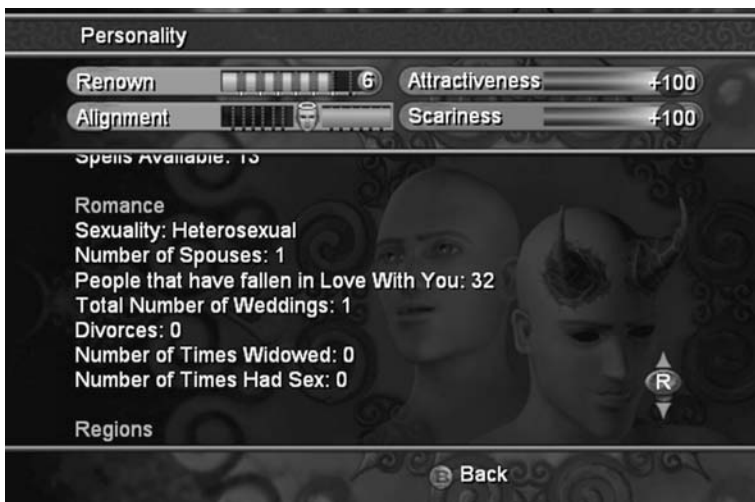 Personality
Renown 6 Attractiveness +100
Alignment Scariness +100
Spells Available: 13
Romance
Sexuality: Heterosexual
Number of Spouses: 1
People that have fallen in Love With You: 32
Total Number of Weddings: 1
Divorces: 0
Number of Times Widowed: 0
Number of Times Had Sex: 0
R
Regions
B Back